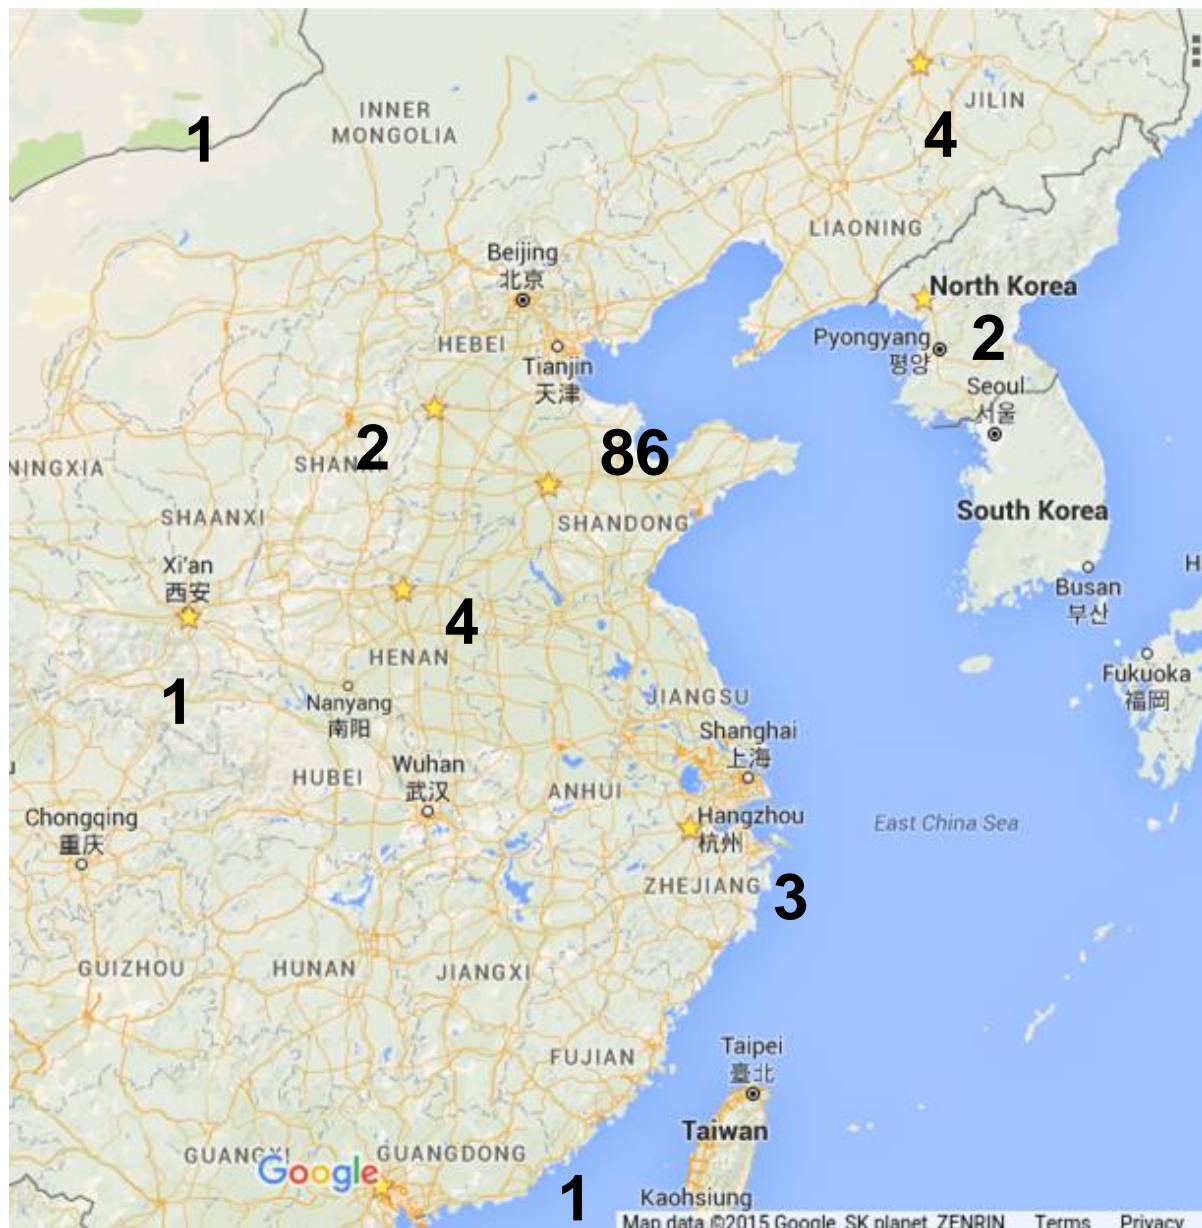 JILIN
INNER
MONGOLIA
1
4
LIAONING
Beijing
北京
North Korea
HEBEI
Pyongyang
평양
2
Tianjin
天津
Seoul
서울
2
86
NINGXIA
SHANXI
SHAANXI
SHANDONG
South Korea
Xi'an
西安
Busan
부산
H
4
HENAN
Fukuoka
福岡
1
Nanyang
南阳
JIANGSU
Shanghai
上海
HUBEI
Wuhan
武汉
ANHUI
Chongqing
重庆
Hangzhou
杭州
East China Sea
ZHEJIANG
3
GUIZHOU
HUNAN
JIANGXI
FUJIAN
Taipei
臺北
Taiwan
GUANGXI
Google
GUANGDONG
1
Kaohsiung
Map data ©2015 Google, SK planet, ZENRIN Terms Privacy